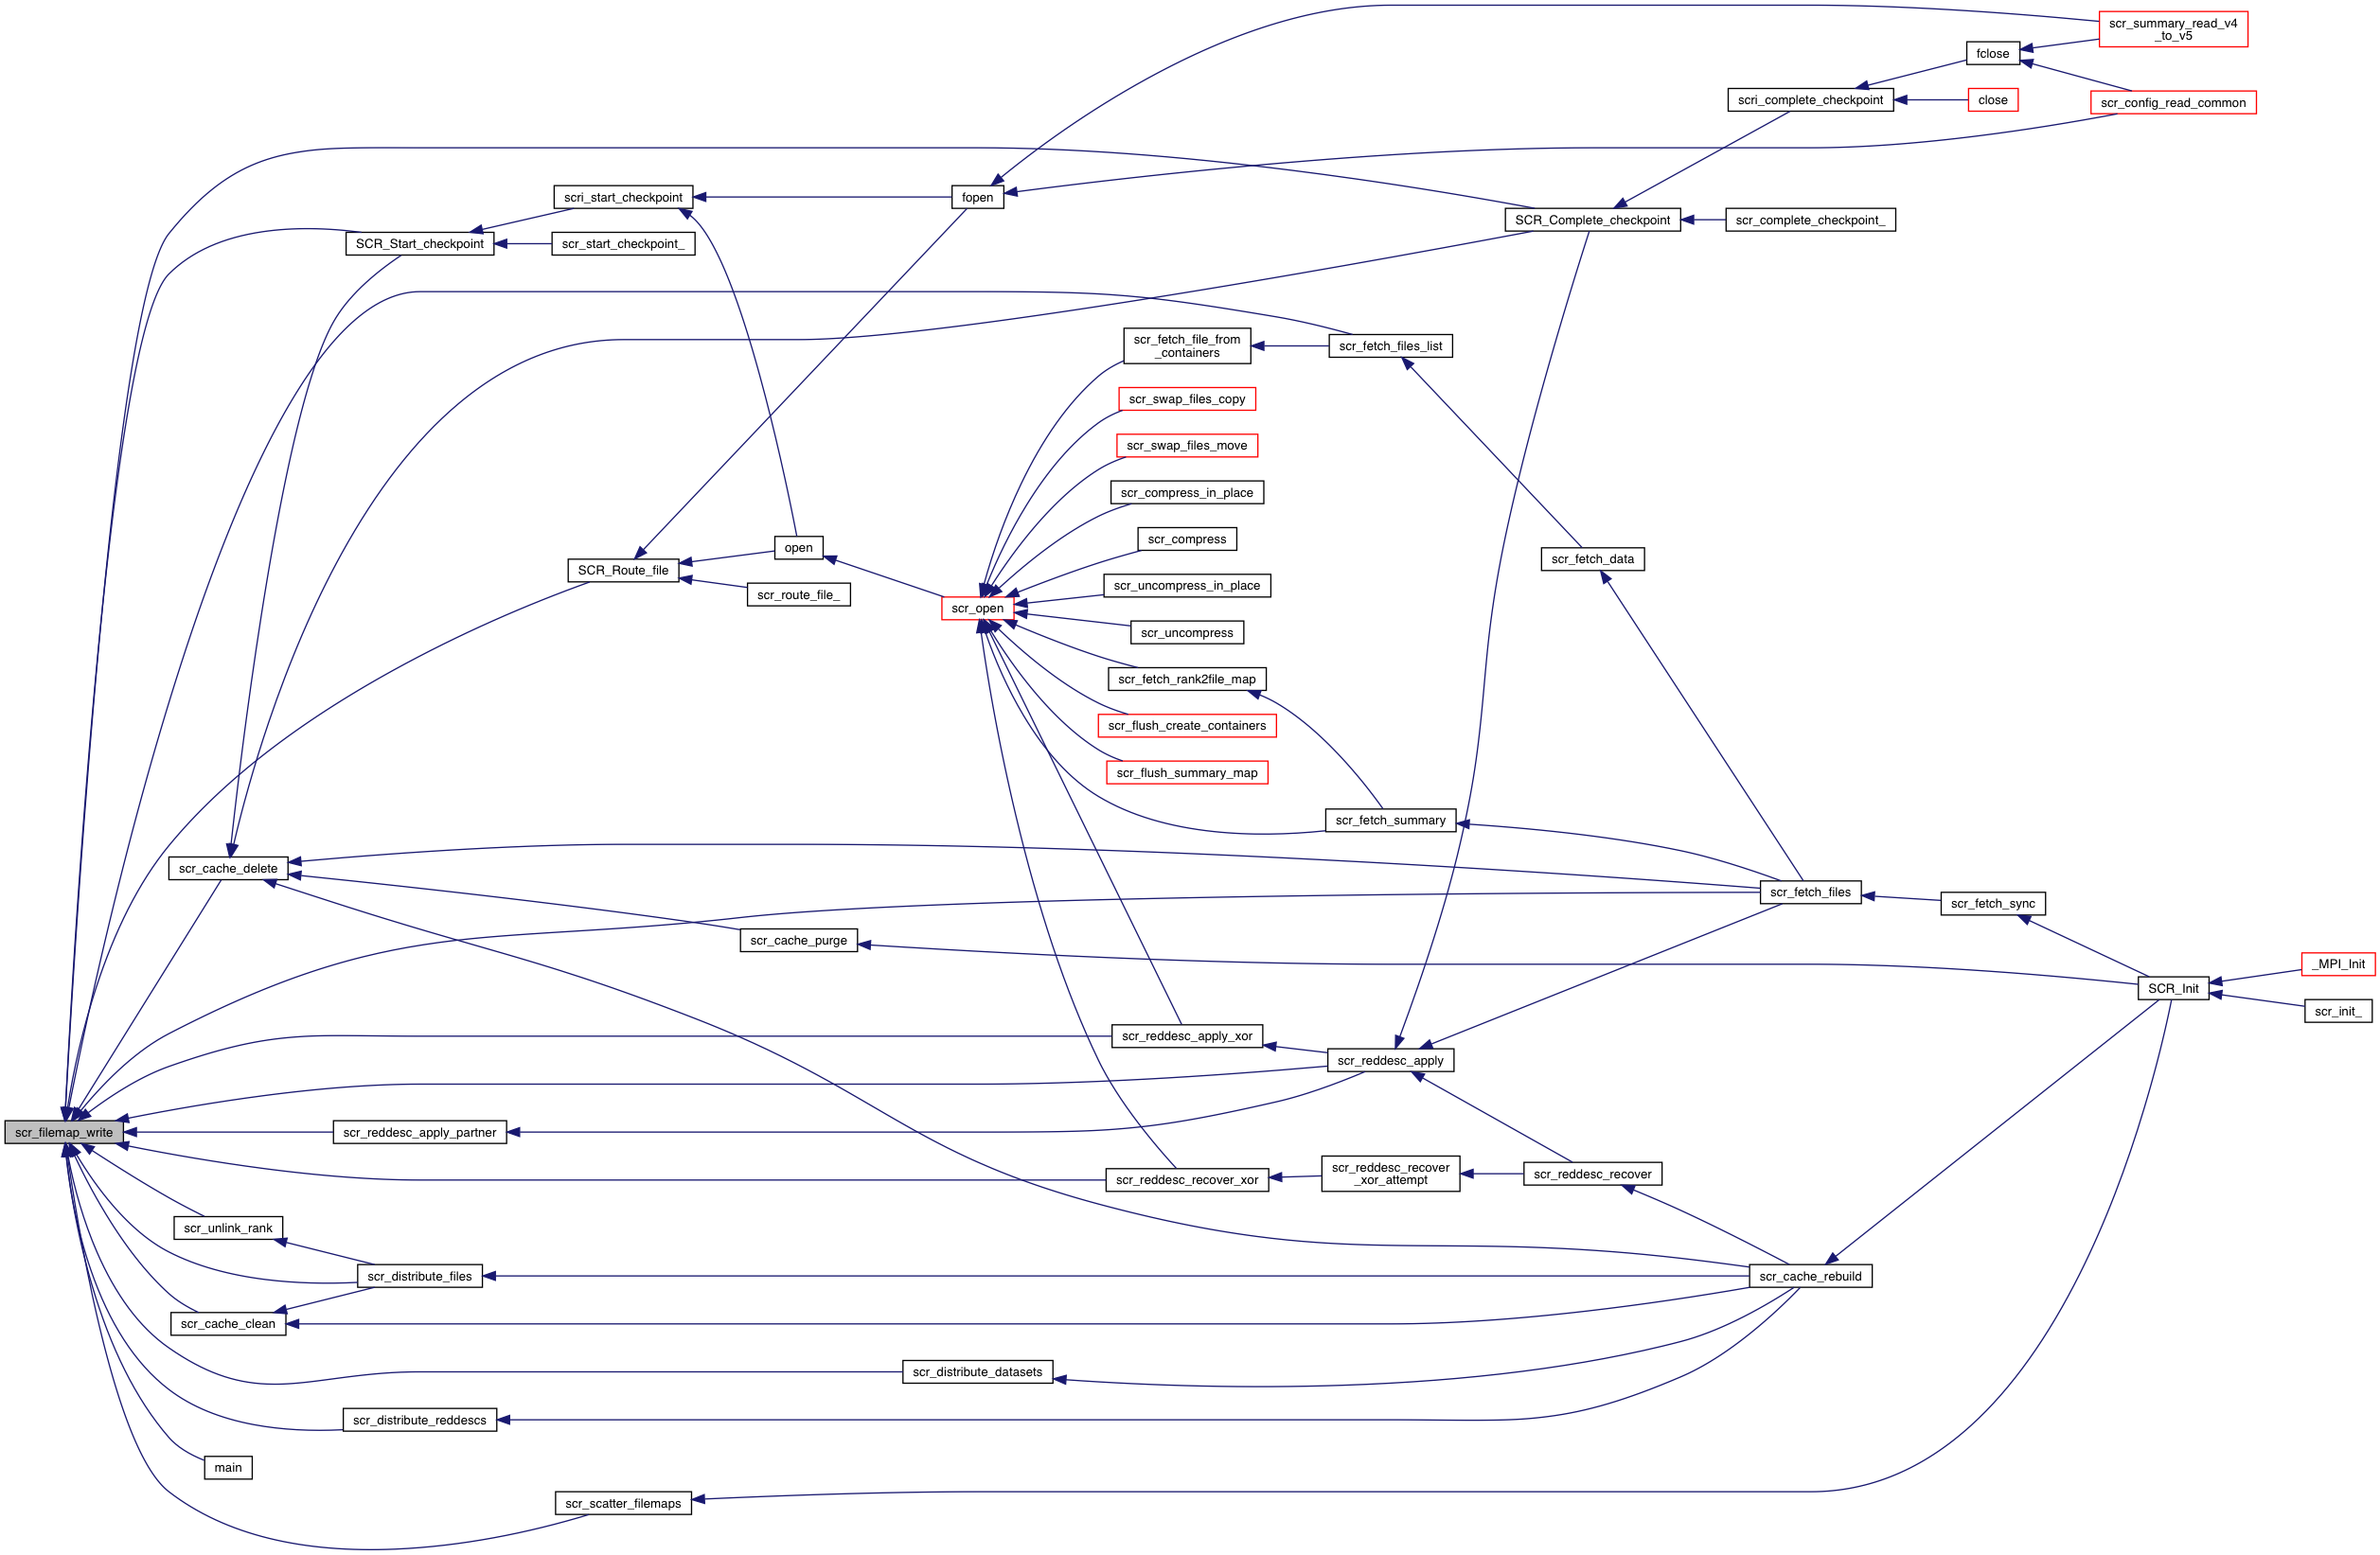 scr_summary_read_v4
_to_v5
fclose
scri_complete_checkpoint
close
scr_config_read_common
scri_start_checkpoint
fopen
SCR_Complete_checkpoint
scr_complete_checkpoint_
SCR_Start_checkpoint
scr_start_checkpoint_
scr_fetch_file_from
_containers
scr_fetch_files_list
scr_swap_files_copy
scr_swap_files_move
scr_compress_in_place
scr_compress
open
scr_fetch_data
SCR_Route_file
scr_uncompress_in_place
scr_route_file_
scr_open
scr_uncompress
scr_fetch_rank2file_map
scr_flush_create_containers
scr_flush_summary_map
scr_fetch_summary
scr_cache_delete
scr_fetch_files
scr_fetch_sync
scr_cache_purge
_MPI_Init
SCR_Init
scr_init_
scr_reddesc_apply_xor
scr_reddesc_apply
scr_filemap_write
scr_reddesc_apply_partner
scr_reddesc_recover_xor
scr_reddesc_recover
_xor_attempt
scr_reddesc_recover
scr_unlink_rank
scr_distribute_files
scr_cache_rebuild
scr_cache_clean
scr_distribute_datasets
scr_distribute_reddescs
main
scr_scatter_filemaps